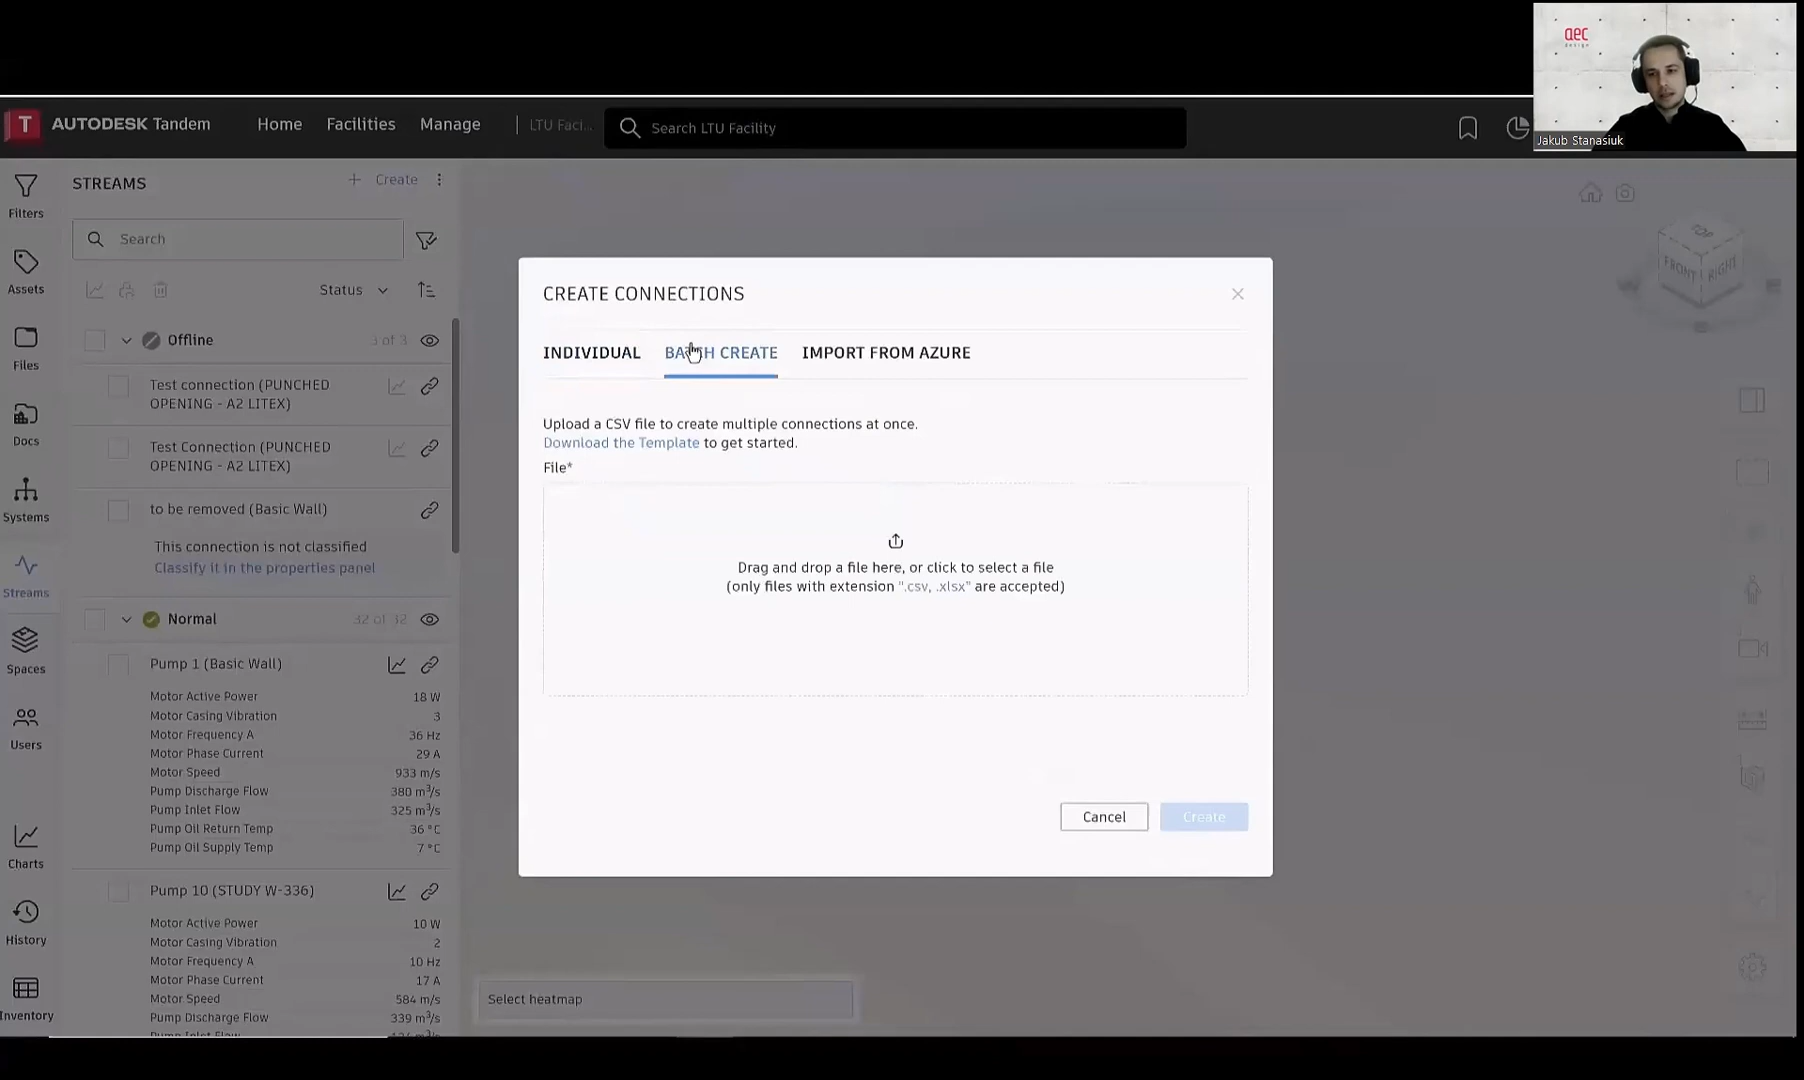 aec
design
Jakub Stanasiuk
T AUTODESK Tandem
Home
Facilities
Manage
LTU Faci...
Search LTU Facility
Filters
Assets
Files
Docs
Systems
Streams
Spaces
Users
Charts
History
Inventory
STREAMS
+ Create
Search
Status
Offline
3 of 3
Test connection (PUNCHED
OPENING - A2 LITEX)
Test Connection (PUNCHED
OPENING - A2 LITEX)
to be removed (Basic Wall)
This connection is not classified
Classify it in the properties panel
Normal
32 of 32
Pump 1 (Basic Wall)
Motor Active Power 18 W
Motor Casing Vibration 3
Motor Frequency A 36 Hz
Motor Phase Current 29 A
Motor Speed 933 m/s
Pump Discharge Flow 380 m³/s
Pump Inlet Flow 325 m³/s
Pump Oil Return Temp 36 °C
Pump Oil Supply Temp 7 °C
Pump 10 (STUDY W-336)
Motor Active Power 10 W
Motor Casing Vibration 2
Motor Frequency A 10 Hz
Motor Phase Current 17 A
Motor Speed 584 m/s
Pump Discharge Flow 339 m³/s
Pump Inlet Flow
CREATE CONNECTIONS
INDIVIDUAL
BATCH CREATE
IMPORT FROM AZURE
Upload a CSV file to create multiple connections at once.
Download the Template to get started.
File*
Drag and drop a file here, or click to select a file
(only files with extension ".csv, .xlsx" are accepted)
Cancel
Create
Select heatmap
TOP
FRONT
RIGHT